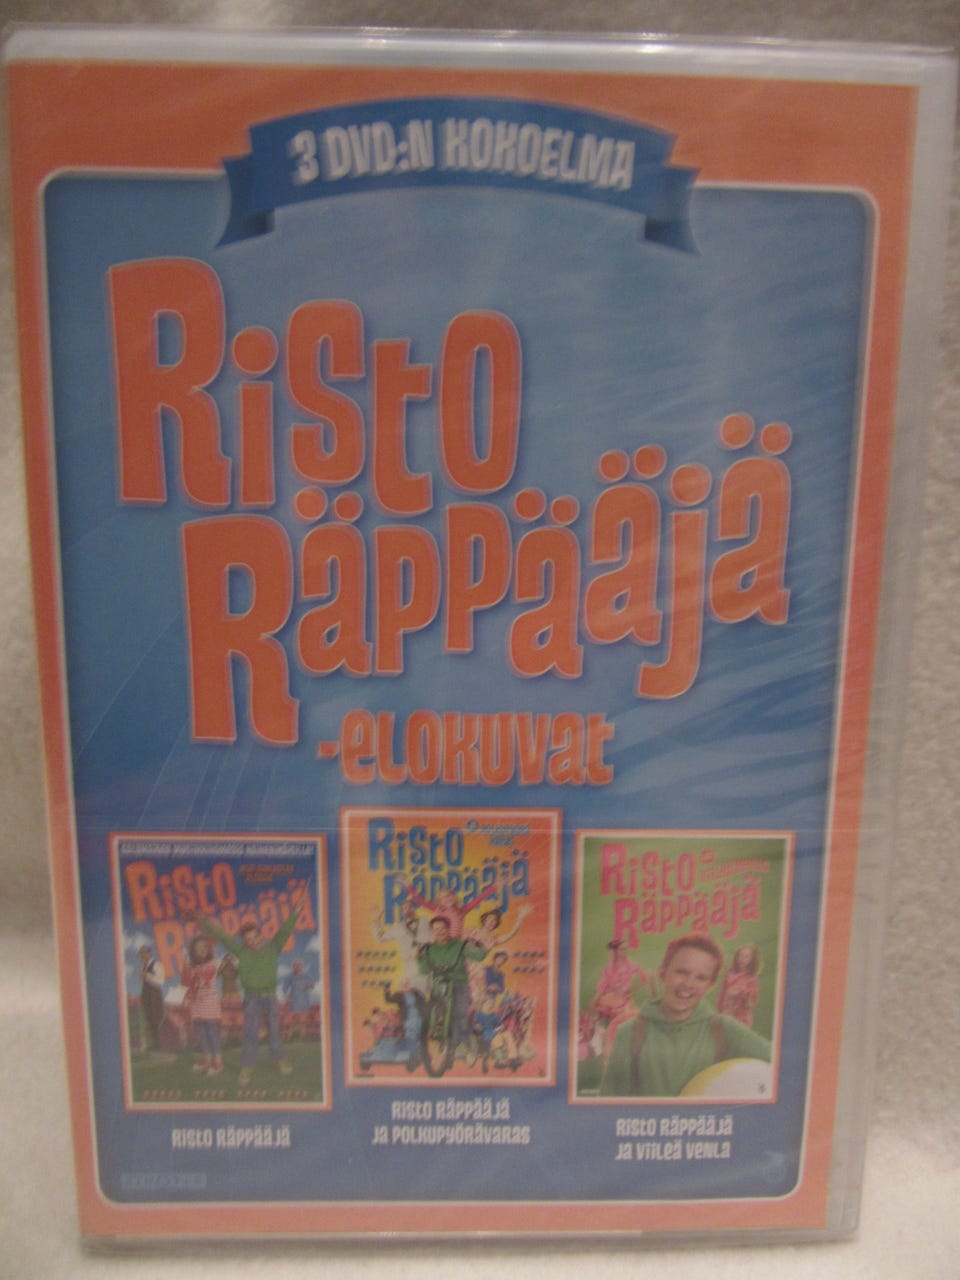 3 DVD:N KOKOELMA
Risto
Räppääjä
-elokuvat
Risto
Räppääjä
Risto
Räppääjä
Risto
Räppääjä
Risto Räppääjä
Risto Räppääjä
ja polkupyörävaras
Risto Räppääjä
ja viileä Venla